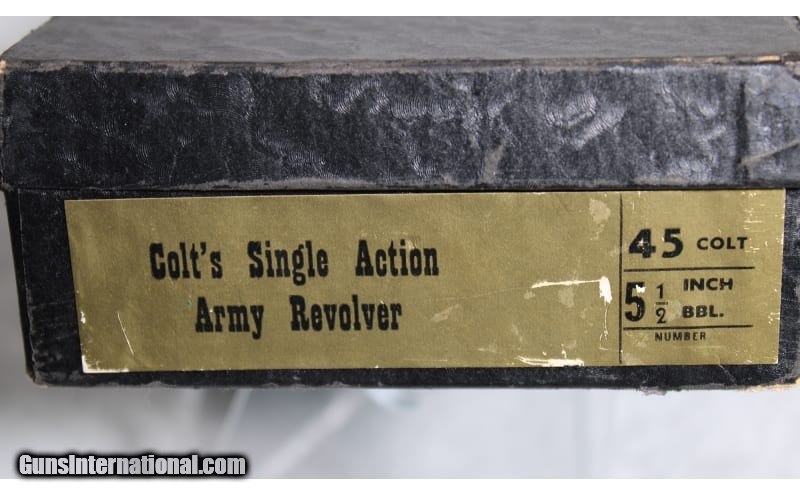 Colt's Single Action
Army Revolver
45 COLT
5 1/2 INCH BBL.
NUMBER
GunsInternational.com